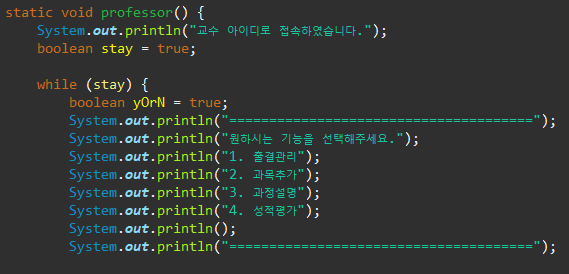 static void professor() {
System.out.println("교수 아이디로 접속하였습니다.");
boolean stay = true;
while (stay) {
boolean yOrN = true;
System.out.println("======================================");
System.out.println("원하시는 기능을 선택해주세요.");
System.out.println("1. 출결관리");
System.out.println("2. 과목추가");
System.out.println("3. 과정설명");
System.out.println("4. 성적평가");
System.out.println();
System.out.println("======================================");